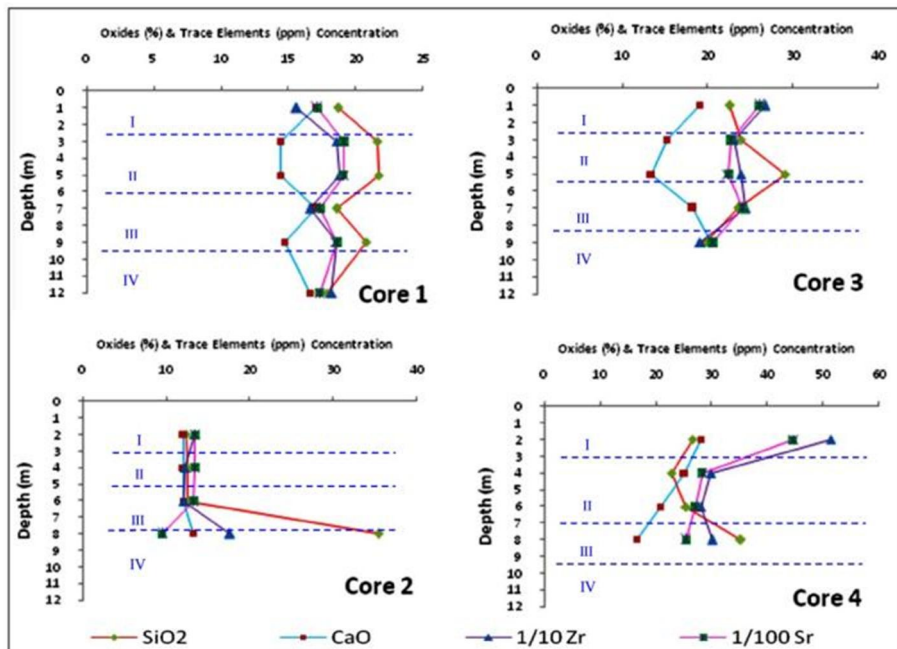 Oxides (%) & Trace Elements (ppm) Concentration
0 5 10 15 20 25
Depth (m)
0
1
2
3
4
5
6
7
8
9
10
11
12
I
II
III
IV
Core 1
Oxides (%) & Trace Elements (ppm) Concentration
0 10 20 30 40
Depth (m)
0
1
2
3
4
5
6
7
8
9
10
11
12
I
II
III
IV
Core 3
Oxides (%) & Trace Elements (ppm) Concentration
0 10 20 30 40
Depth (m)
0
1
2
3
4
5
6
7
8
9
10
11
12
I
II
III
IV
Core 2
Oxides (%) & Trace Elements (ppm) Concentration
0 10 20 30 40 50 60
Depth (m)
0
1
2
3
4
5
6
7
8
9
10
11
12
I
II
III
IV
Core 4
SiO2 CaO 1/10 Zr 1/100 Sr